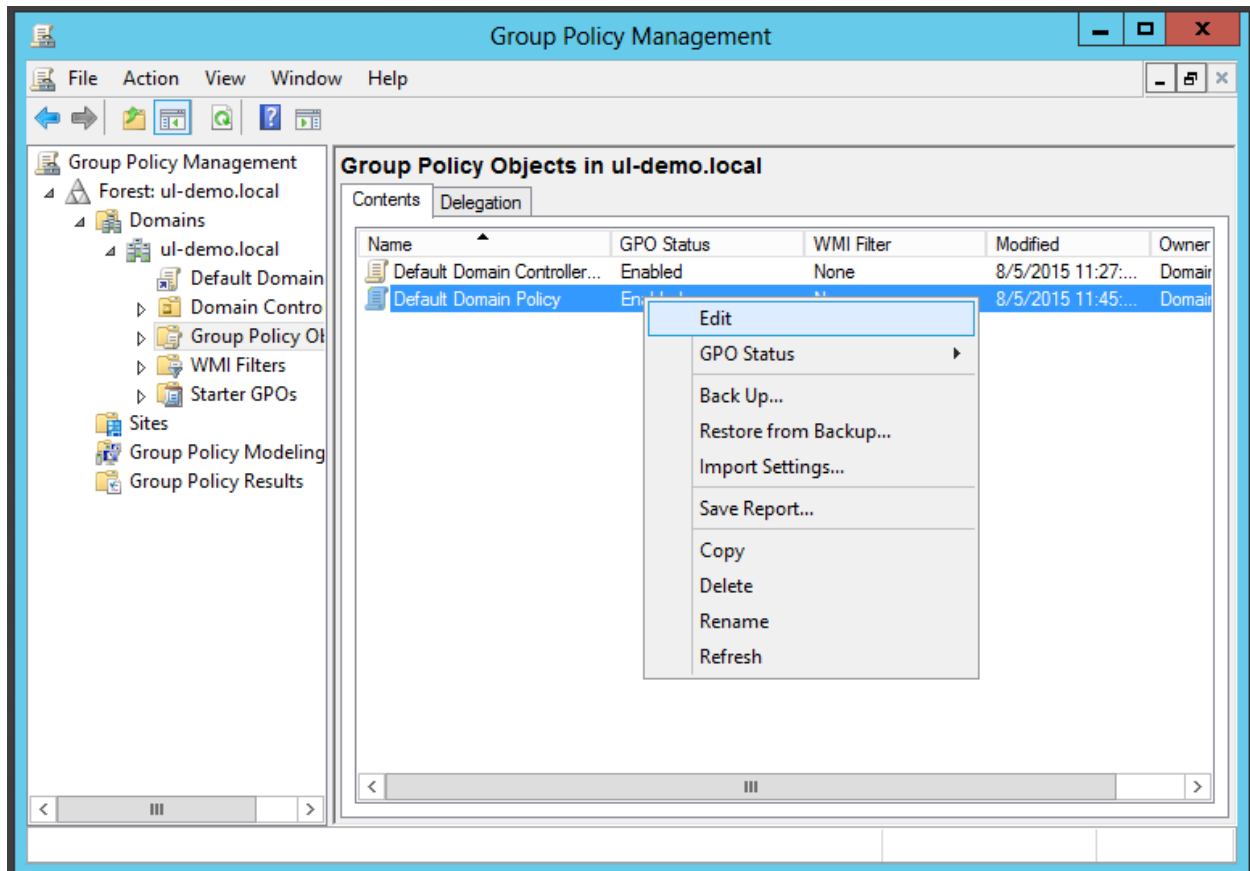 Group Policy Management
File Action View Window Help
Group Policy Management
Forest: ul-demo.local
Domains
ul-demo.local
Default Domain
Domain Contro
Group Policy Ob
WMI Filters
Starter GPOs
Sites
Group Policy Modeling
Group Policy Results
Group Policy Objects in ul-demo.local
Contents Delegation
Name GPO Status WMI Filter Modified Owner
Default Domain Controller... Enabled None 8/5/2015 11:27:... Domair
Default Domain Policy 8/5/2015 11:45:... Domair
Edit
GPO Status
Back Up...
Restore from Backup...
Import Settings...
Save Report...
Copy
Delete
Rename
Refresh